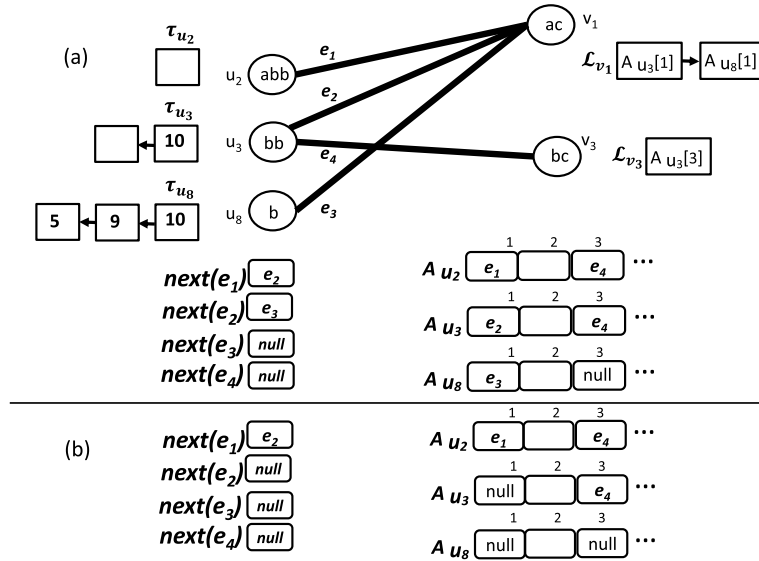 (a)
τu2
u2
abb
e1
ac
v1
ℒv1
A u3[1]
A u8[1]
e2
τu3
10
u3
bb
e4
bc
v3
ℒv3
A u3[3]
τu8
5
9
10
u8
b
e3
next(e1) e2
next(e2) e3
next(e3) null
next(e4) null
1 2 3
A u2 e1 e4 ...
1 2 3
A u3 e2 e4 ...
1 2 3
A u8 e3 null ...
(b)
next(e1) e2
next(e2) null
next(e3) null
next(e4) null
1 2 3
A u2 e1 e4 ...
1 2 3
A u3 null e4 ...
1 2 3
A u8 null null ...